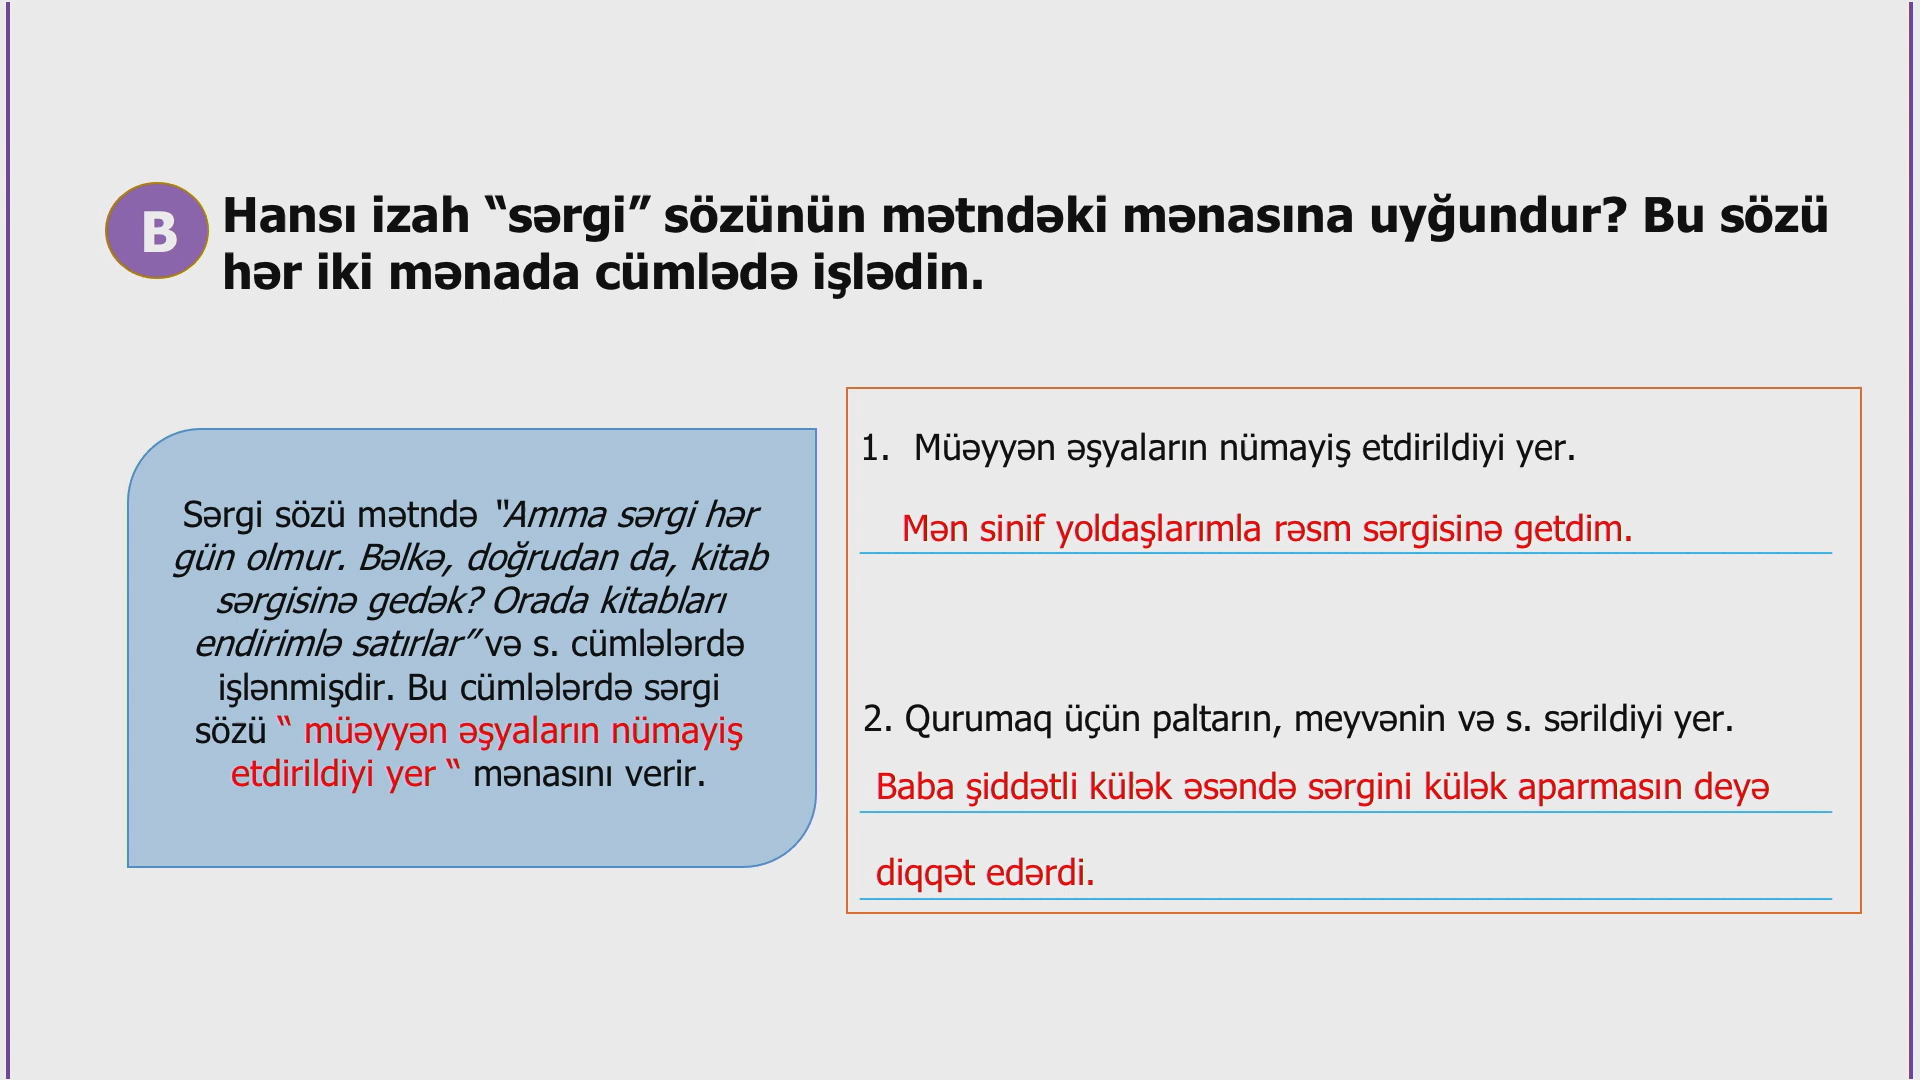 B
Hansı izah “sərgi” sözünün mətndəki mənasına uyğundur? Bu sözü
hər iki mənada cümlədə işlədin.
Sərgi sözü mətndə “Amma sərgi hər
gün olmur. Bəlkə, doğrudan da, kitab
sərgisinə gedək? Orada kitabları
endirimlə satırlar” və s. cümlələrdə
işlənmişdir. Bu cümlələrdə sərgi
sözü “ müəyyən əşyaların nümayiş
etdirildiyi yer “ mənasını verir.
1. Müəyyən əşyaların nümayiş etdirildiyi yer.
Mən sinif yoldaşlarımla rəsm sərgisinə getdim.
2. Qurumaq üçün paltarın, meyvənin və s. sərildiyi yer.
Baba şiddətli külək əsəndə sərgini külək aparmasın deyə
diqqət edərdi.